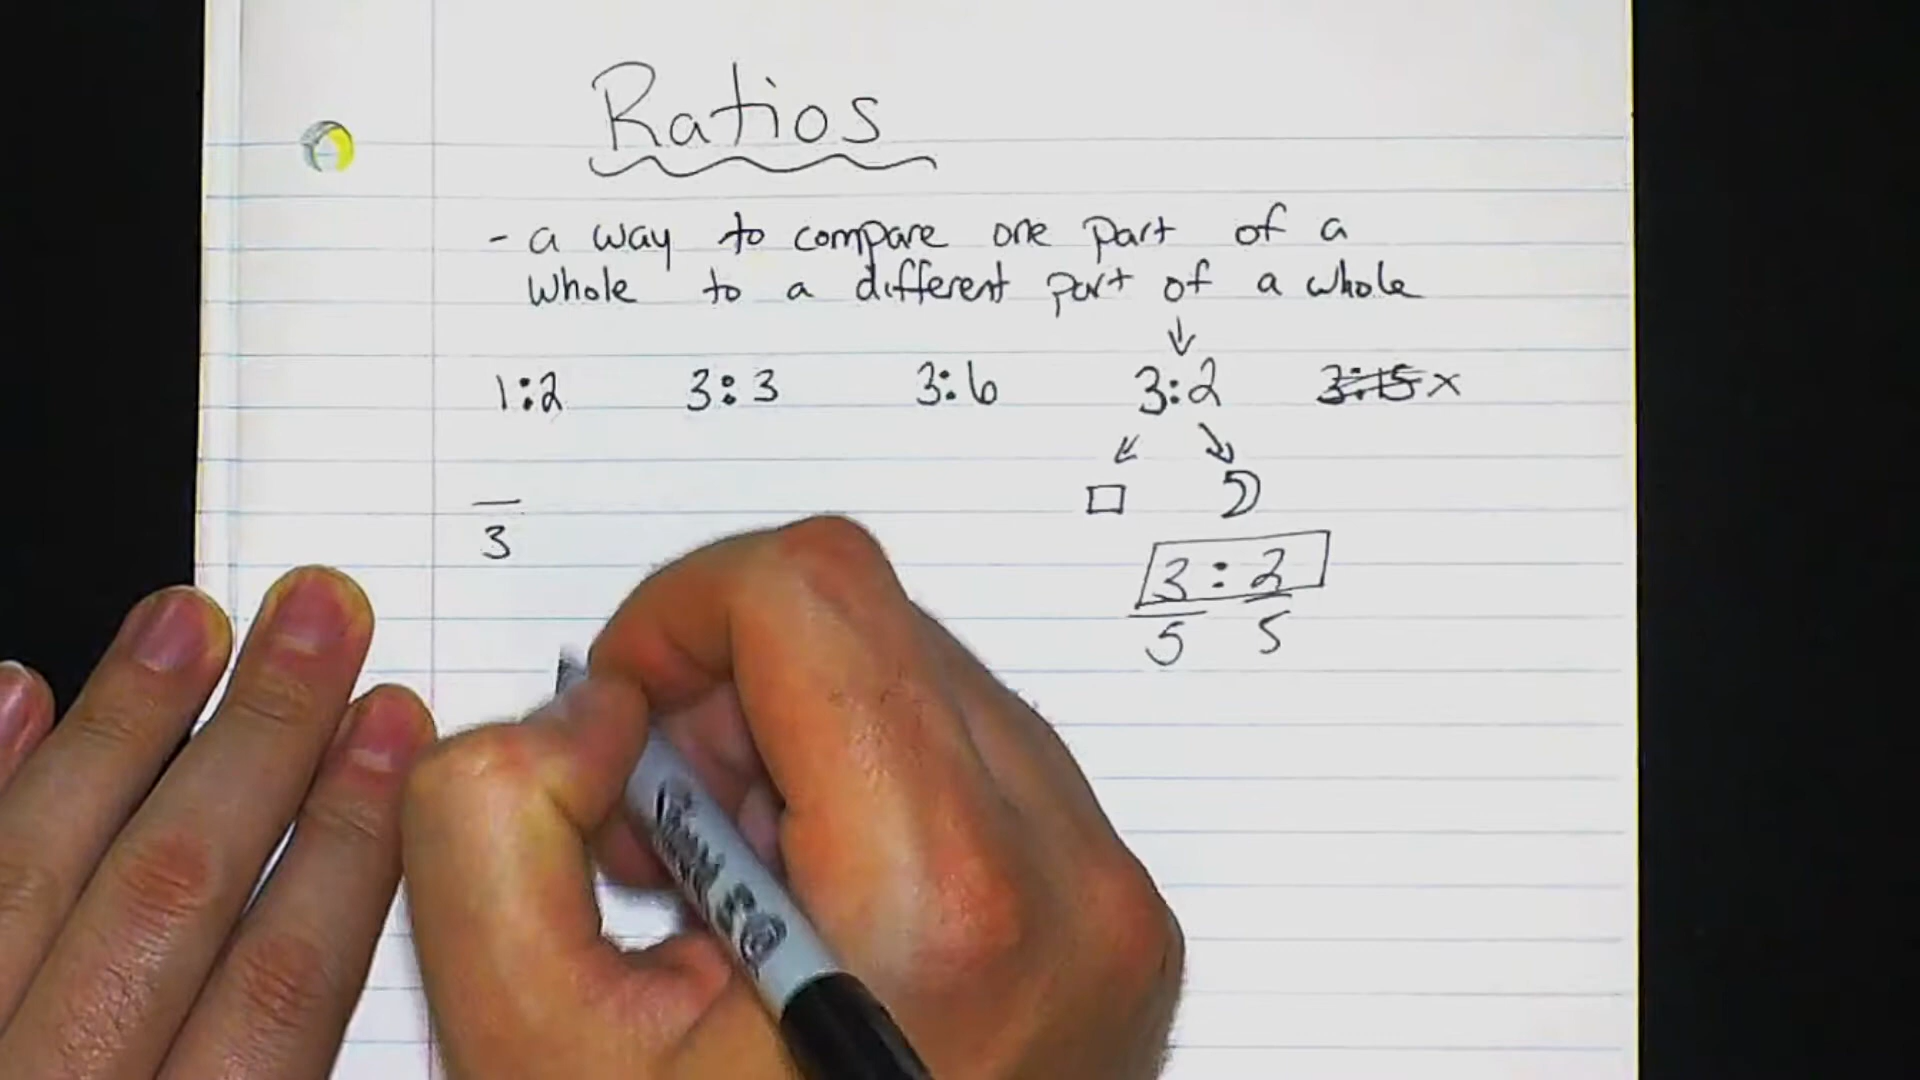 Ratios
- a way to compare one part of a
whole to a different part of a whole
1:2 3:3 3:6 3:2 3:15 x
3
3 : 2
5 5